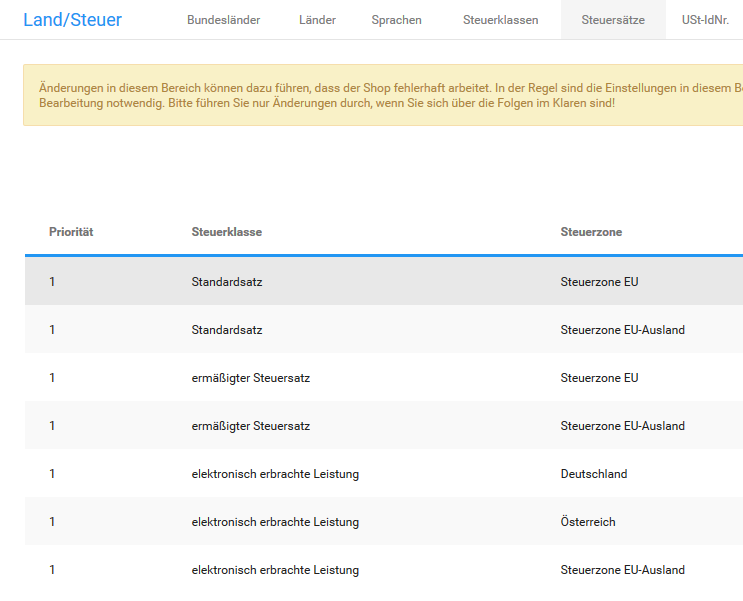 Land/Steuer Bundesländer Länder Sprachen Steuerklassen Steuersätze USt-IdNr.
Änderungen in diesem Bereich können dazu führen, dass der Shop fehlerhaft arbeitet. In der Regel sind die Einstellungen in diesem
Bearbeitung notwendig. Bitte führen Sie nur Änderungen durch, wenn Sie sich über die Folgen im Klaren sind!
Priorität Steuerklasse Steuerzone
1 Standardsatz Steuerzone EU
1 Standardsatz Steuerzone EU-Ausland
1 ermäßigter Steuersatz Steuerzone EU
1 ermäßigter Steuersatz Steuerzone EU-Ausland
1 elektronisch erbrachte Leistung Deutschland
1 elektronisch erbrachte Leistung Österreich
1 elektronisch erbrachte Leistung Steuerzone EU-Ausland